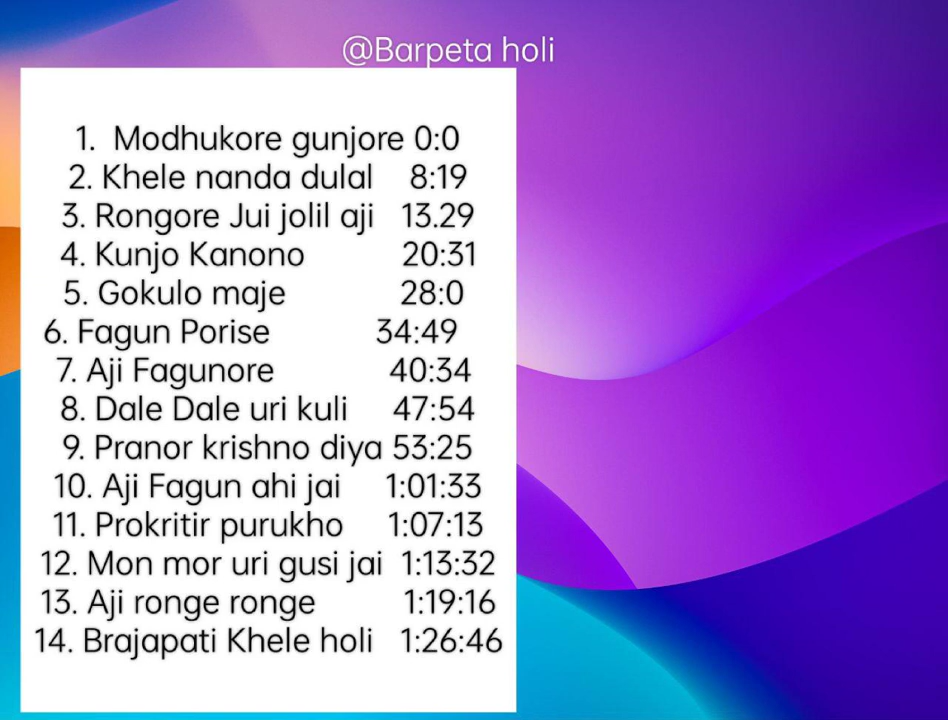 @Barpeta holi
1. Modhukore gunjore 0:0
2. Khele nanda dulal 8:19
3. Rongore Jui jolil aji 13.29
4. Kunjo Kanono 20:31
5. Gokulo maje 28:0
6. Fagun Porise 34:49
7. Aji Fagunore 40:34
8. Dale Dale uri kuli 47:54
9. Pranor krishno diya 53:25
10. Aji Fagun ahi jai 1:01:33
11. Prokritir purukho 1:07:13
12. Mon mor uri gusi jai 1:13:32
13. Aji ronge ronge 1:19:16
14. Brajapati Khele holi 1:26:46